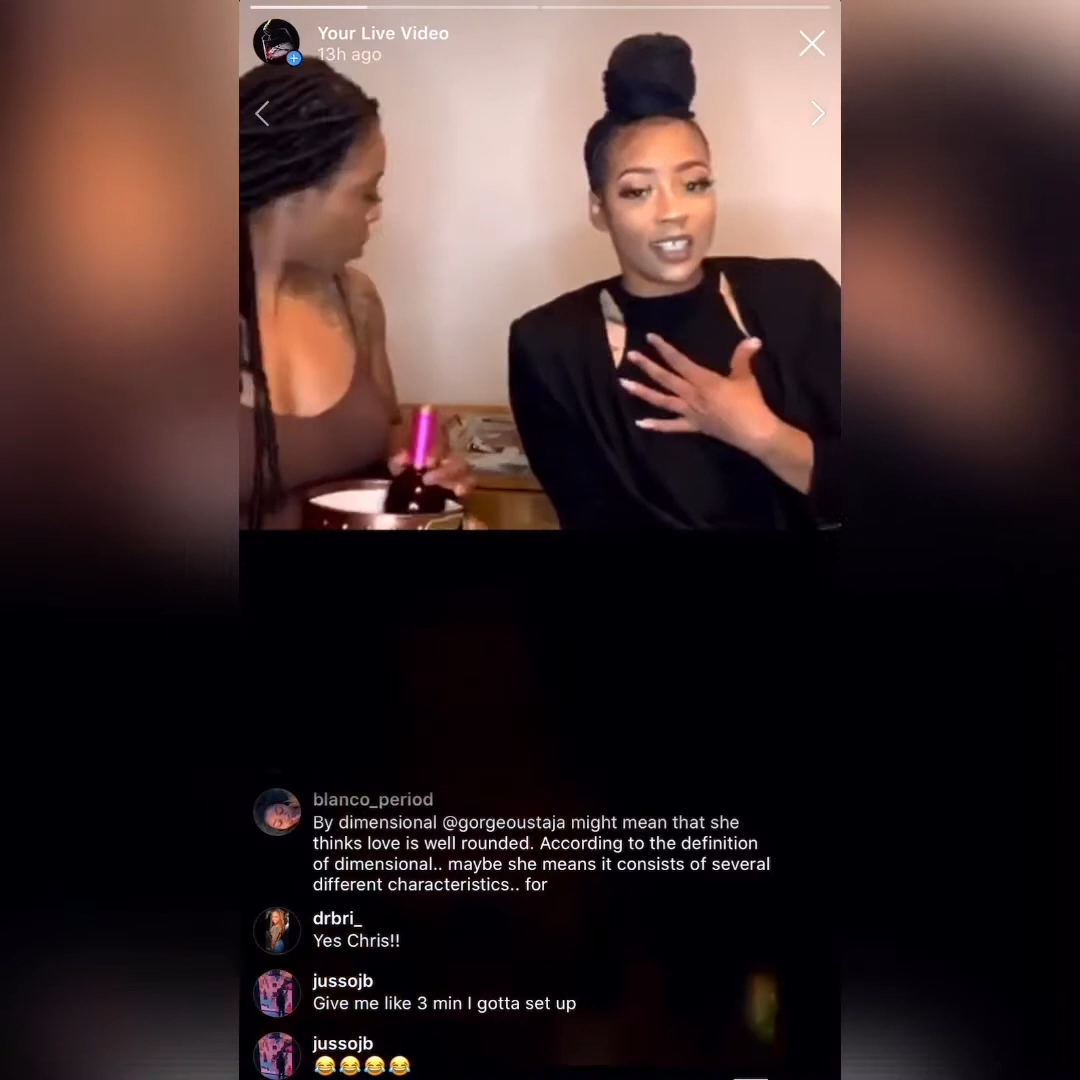 Your Live Video
13h ago
blanco_period
By dimensional @gorgeoustaja might mean that she
thinks love is well rounded. According to the definition
of dimensional.. maybe she means it consists of several
different characteristics.. for
drbri_
Yes Chris!!
jussojb
Give me like 3 min I gotta set up
jussojb
😂😂😂😂